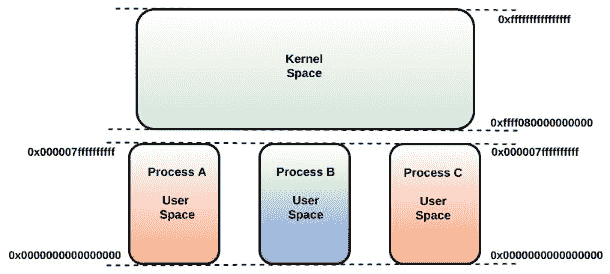 0xffffffffffffffff
Kernel
Space
0xffff080000000000
0x000007ffffffffff
0x000007ffffffffff
Process A
User
Space
Process B
User
Space
Process C
User
Space
0x0000000000000000
0x0000000000000000